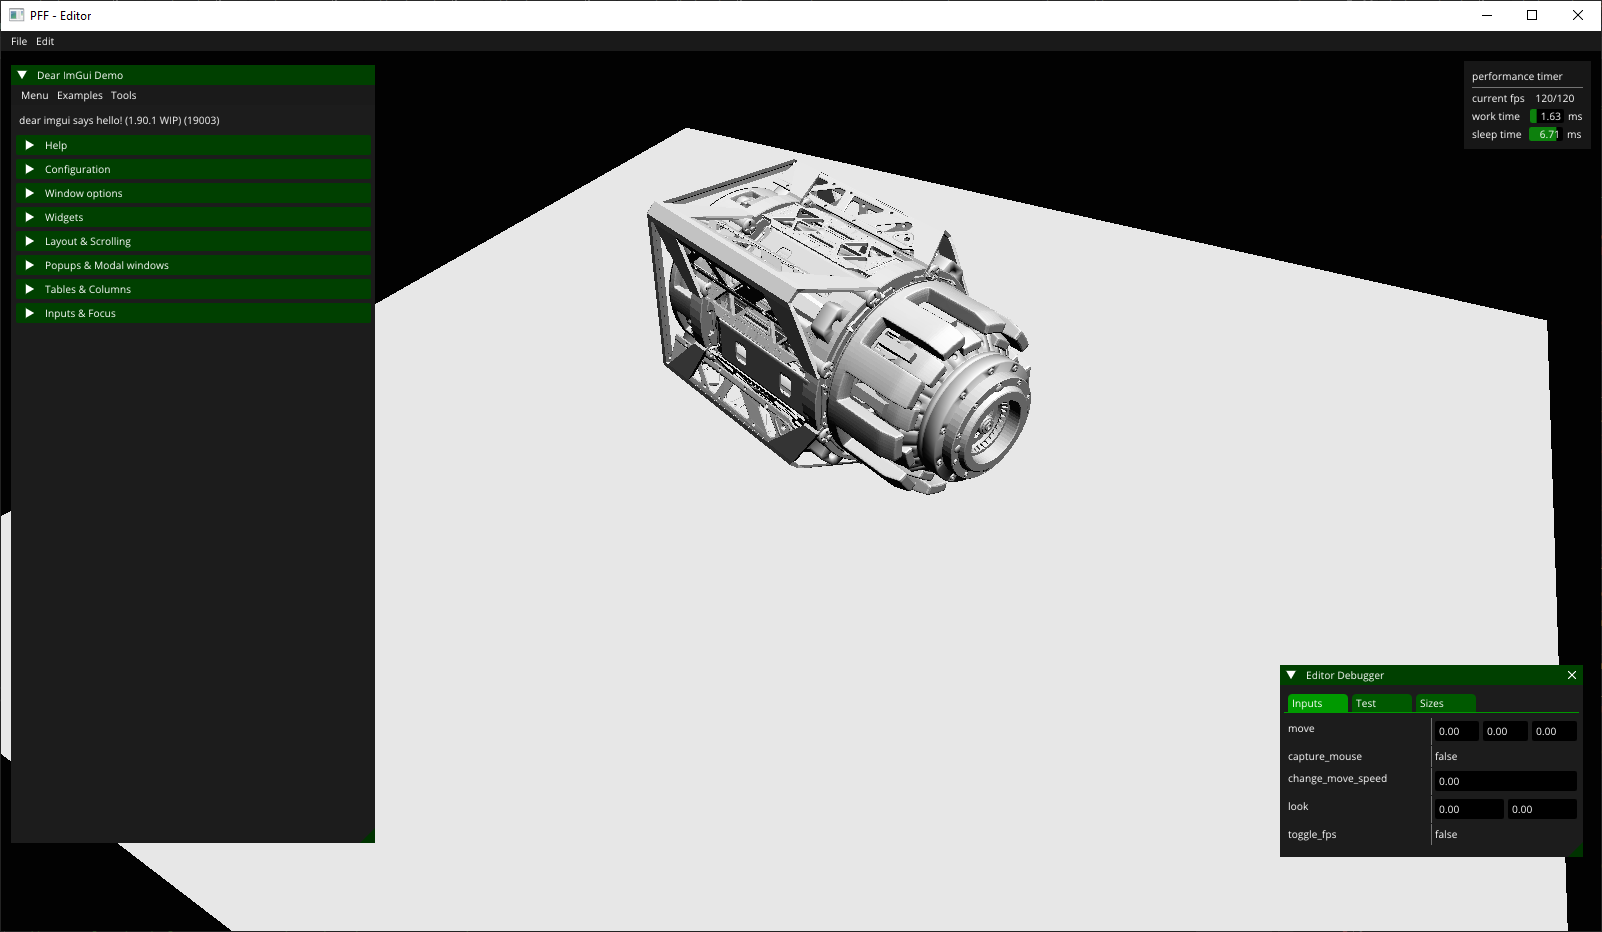 PFF - Editor
File Edit
Dear ImGui Demo
Menu Examples Tools
dear imgui says hello! (1.90.1 WIP) (19003)
Help
Configuration
Window options
Widgets
Layout & Scrolling
Popups & Modal windows
Tables & Columns
Inputs & Focus
performance timer
current fps 120/120
work time 1.63 ms
sleep time 6.71 ms
Editor Debugger
Inputs Test Sizes
move 0.00 0.00 0.00
capture_mouse false
change_move_speed 0.00
look 0.00 0.00
toggle_fps false